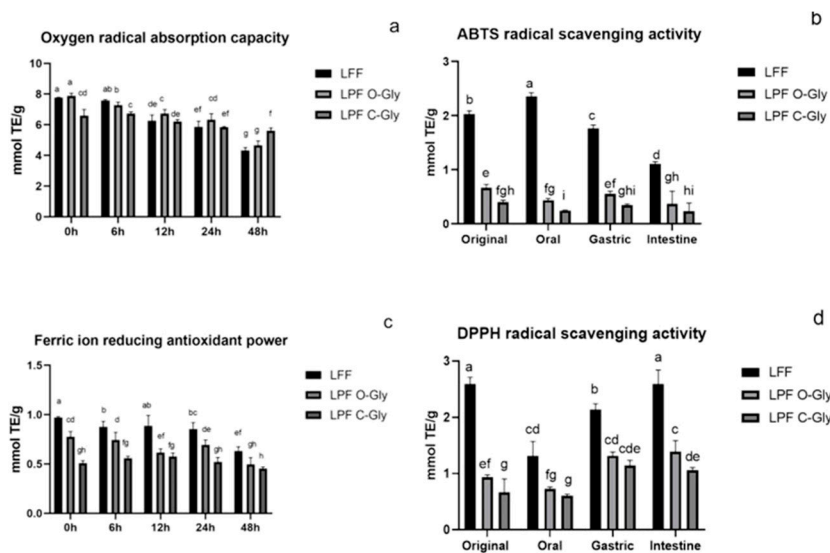 a
Oxygen radical absorption capacity
mmol TE/g
10
8
6
4
2
0
a a cd
ab b c
de c de
ef cd ef
g g f
0h 6h 12h 24h 48h
LFF
LPF O-Gly
LPF C-Gly
b
ABTS radical scavenging activity
mmol TE/g
3
2
1
0
b e fgh
a fg i
c ef ghi
d gh hi
Original Oral Gastric Intestine
LFF
LPF O-Gly
LPF C-Gly
c
Ferric ion reducing antioxidant power
mmol TE/g
1.5
1.0
0.5
0.0
a cd gh
b d fg
ab ef fg
bc de gh
ef gh h
0h 6h 12h 24h 48h
LFF
LPF O-Gly
LPF C-Gly
d
DPPH radical scavenging activity
mmol TE/g
3
2
1
0
a ef g
cd fg g
b cd cde
a c de
Original Oral Gastric Intestine
LFF
LPF O-Gly
LPF C-Gly